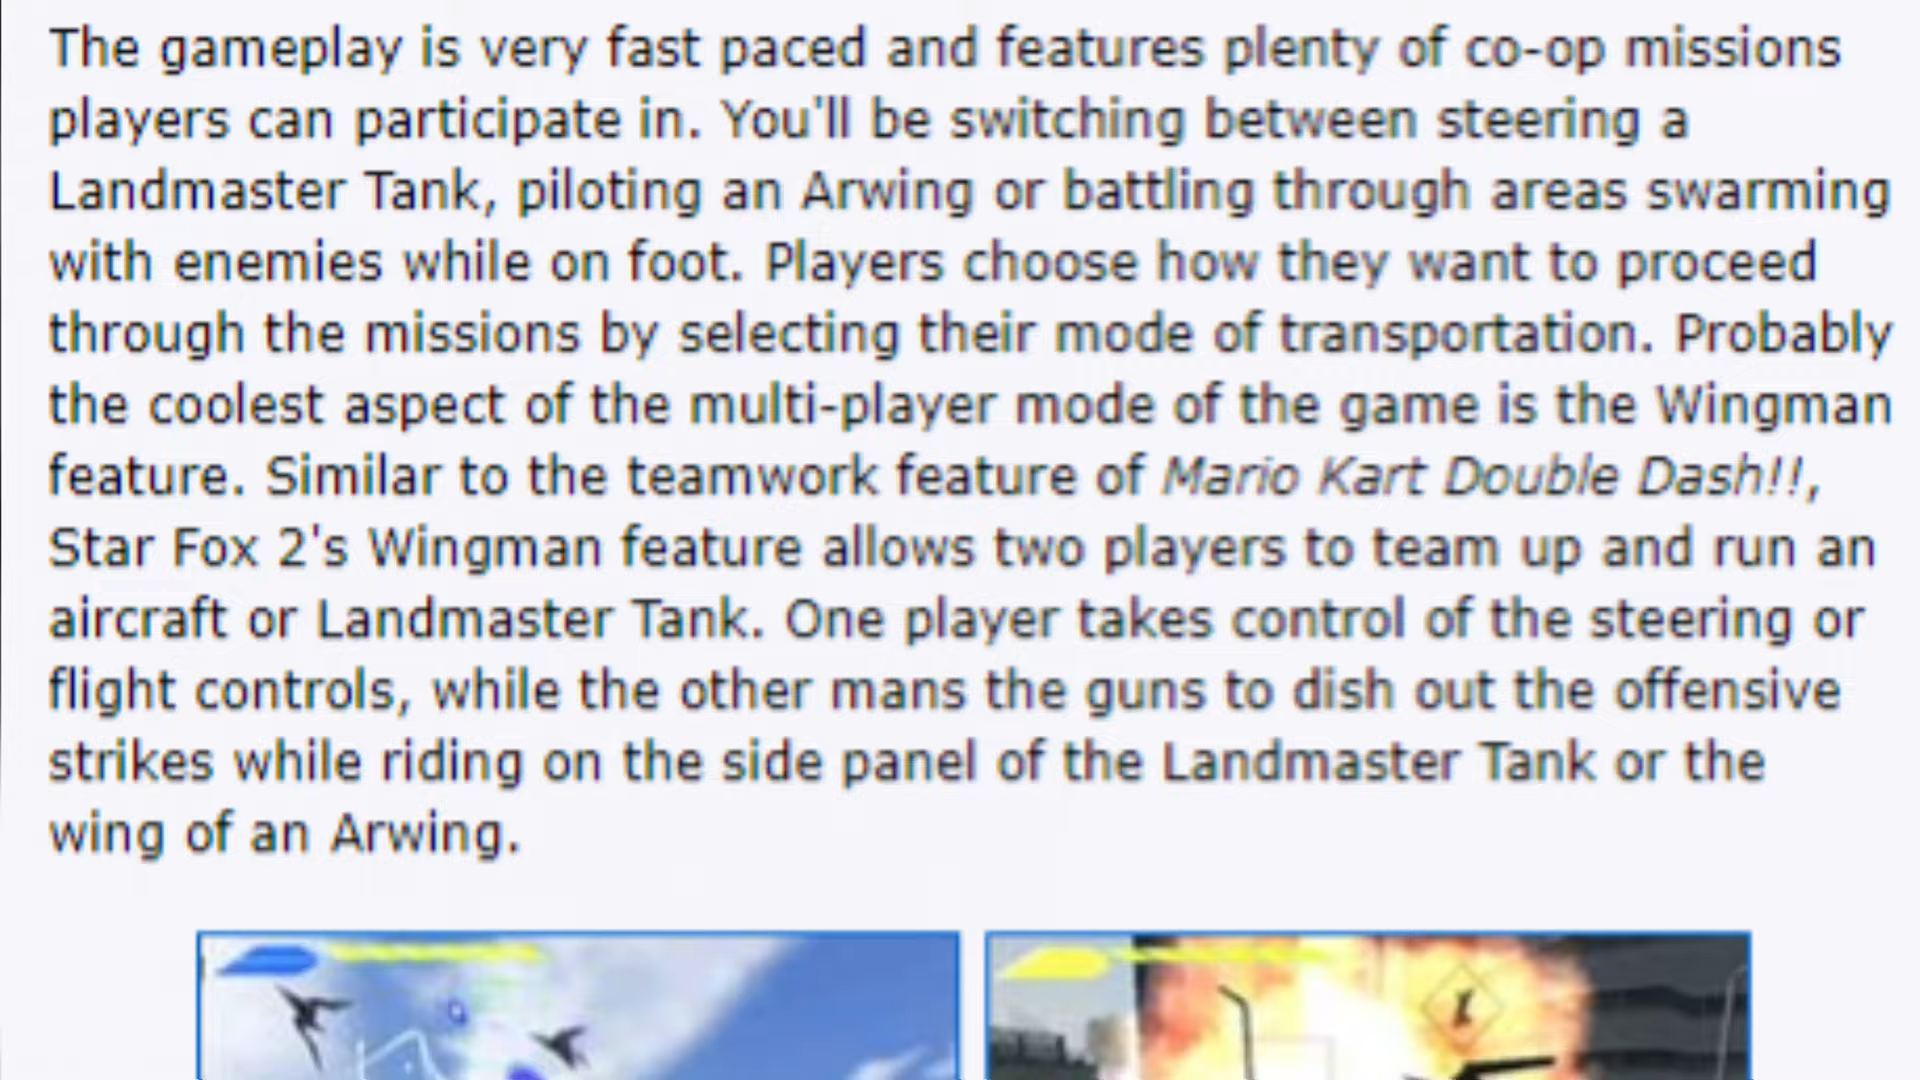 The gameplay is very fast paced and features plenty of co-op missions
players can participate in. You'll be switching between steering a
Landmaster Tank, piloting an Arwing or battling through areas swarming
with enemies while on foot. Players choose how they want to proceed
through the missions by selecting their mode of transportation. Probably
the coolest aspect of the multi-player mode of the game is the Wingman
feature. Similar to the teamwork feature of Mario Kart Double Dash!!,
Star Fox 2's Wingman feature allows two players to team up and run an
aircraft or Landmaster Tank. One player takes control of the steering or
flight controls, while the other mans the guns to dish out the offensive
strikes while riding on the side panel of the Landmaster Tank or the
wing of an Arwing.